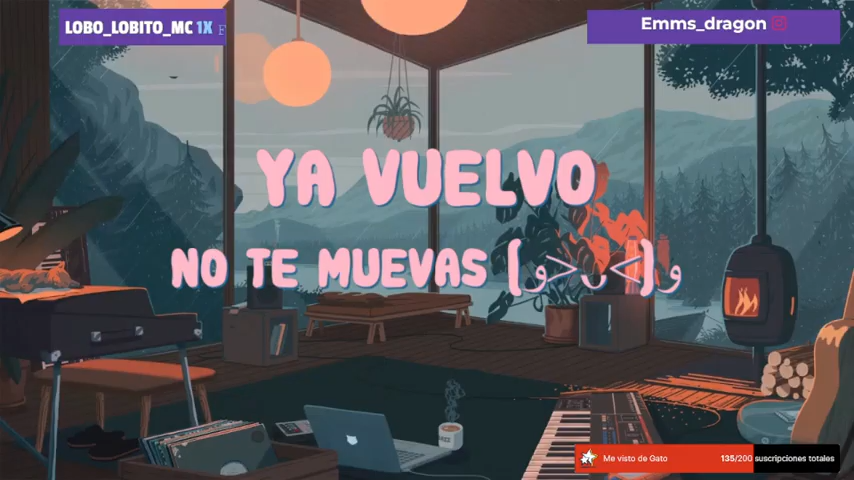 LOBO_LOBITO_MC 1X F
Emms_dragon
YA VUELVO
NO TE MUEVAS (و>ں<)و
Me visto de Gato 135/200 suscripciones totales